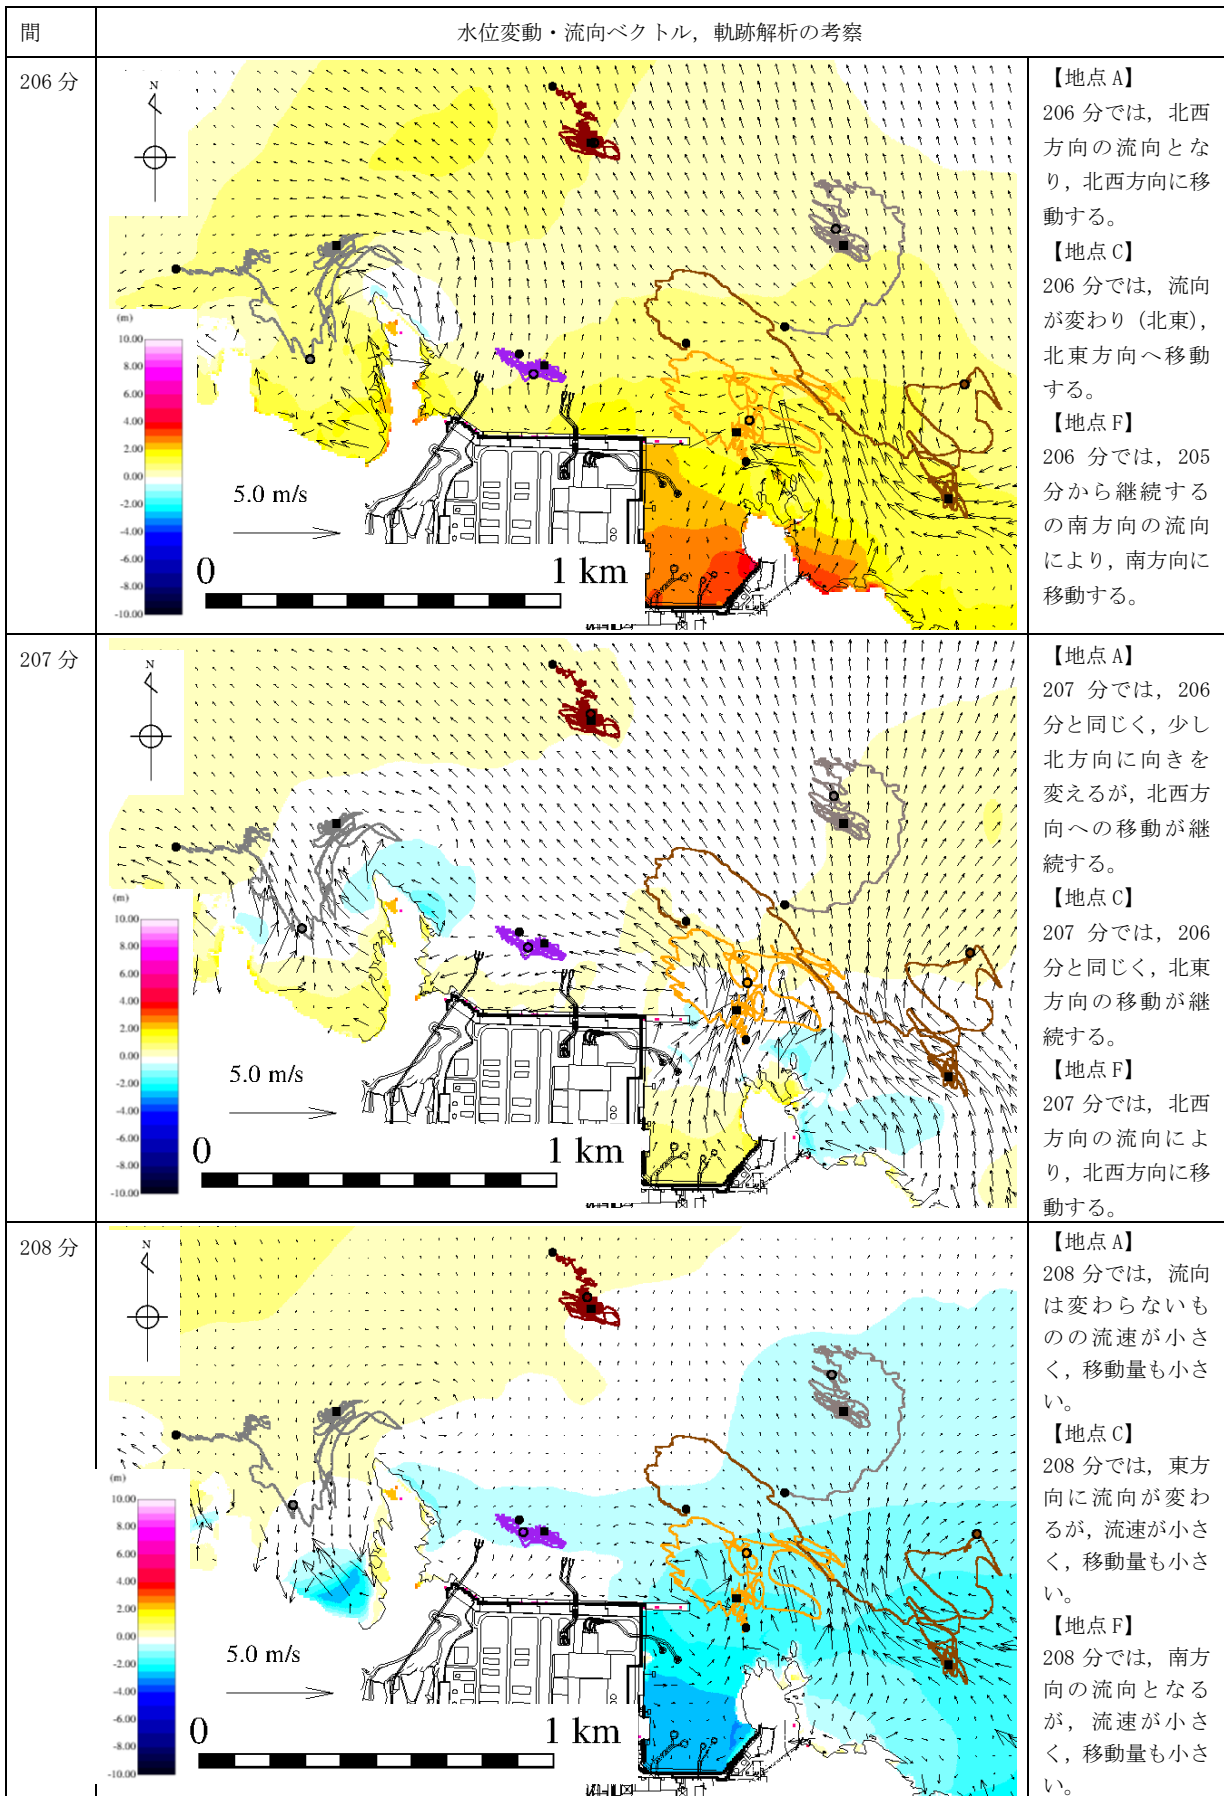 間
水位変動・流向ベクトル，軌跡解析の考察
206 分
N
(m)
10.00
8.00
6.00
4.00
2.00
0.00
-2.00
-4.00
-6.00
-8.00
-10.00
5.0 m/s
0
1 km
【地点 A】
206 分では，北西
方向の流向とな
り，北西方向に移
動する。
【地点 C】
206 分では，流向
が変わり（北東），
北東方向へ移動
する。
【地点 F】
206 分では，205
分から継続する
の南方向の流向
により，南方向に
移動する。
207 分
N
(m)
10.00
8.00
6.00
4.00
2.00
0.00
-2.00
-4.00
-6.00
-8.00
-10.00
5.0 m/s
0
1 km
【地点 A】
207 分では，206
分と同じく，少し
北方向に向きを
変えるが，北西方
向への移動が継
続する。
【地点 C】
207 分では，206
分と同じく，北東
方向の移動が継
続する。
【地点 F】
207 分では，北西
方向の流向によ
り，北西方向に移
動する。
208 分
N
(m)
10.00
8.00
6.00
4.00
2.00
0.00
-2.00
-4.00
-6.00
-8.00
-10.00
5.0 m/s
0
1 km
【地点 A】
208 分では，流向
は変わらないも
のの流速が小さ
く，移動量も小さ
い。
【地点 C】
208 分では，東方
向に流向が変わ
るが，流速が小さ
く，移動量も小さ
い。
【地点 F】
208 分では，南方
向の流向となる
が，流速が小さ
く，移動量も小さ
い。